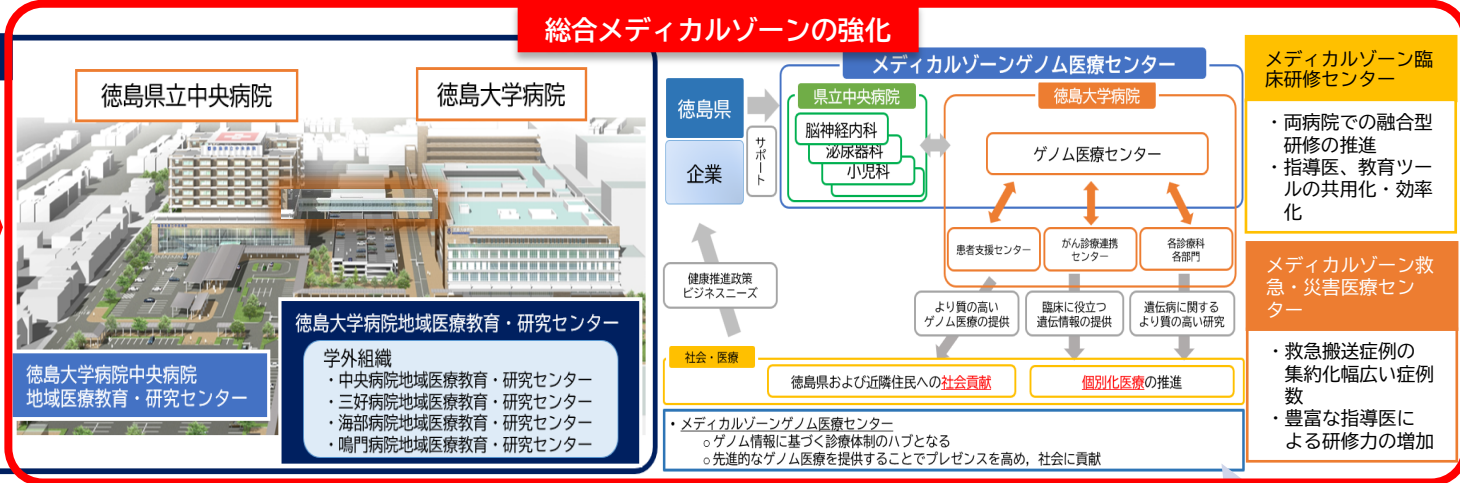 総合メディカルゾーンの強化
徳島県立中央病院
徳島大学病院
徳島大学病院中央病院
地域医療教育・研究センター
徳島大学病院地域医療教育・研究センター
学外組織
・中央病院地域医療教育・研究センター
・三好病院地域医療教育・研究センター
・海部病院地域医療教育・研究センター
・鳴門病院地域医療教育・研究センター
メディカルゾーンゲノム医療センター
徳島県
企業
サポート
県立中央病院
脳神経内科
泌尿器科
小児科
徳島大学病院
ゲノム医療センター
患者支援センター
がん診療連携
センター
各診療科
各部門
健康推進政策
ビジネスニーズ
より質の高い
ゲノム医療の提供
臨床に役立つ
遺伝情報の提供
遺伝病に関する
より質の高い研究
社会・医療
徳島県および近隣住民への社会貢献
個別化医療の推進
・メディカルゾーンゲノム医療センター
○ゲノム情報に基づく診療体制のハブとなる
○先進的なゲノム医療を提供することでプレゼンスを高め，社会に貢献
メディカルゾーン臨
床研修センター
・両病院での融合型
研修の推進
・指導医、教育ツー
ルの共用化・効率
化
メディカルゾーン救
急・災害医療セン
ター
・救急搬送症例の
集約化幅広い症例
数
・豊富な指導医に
よる研修力の増加